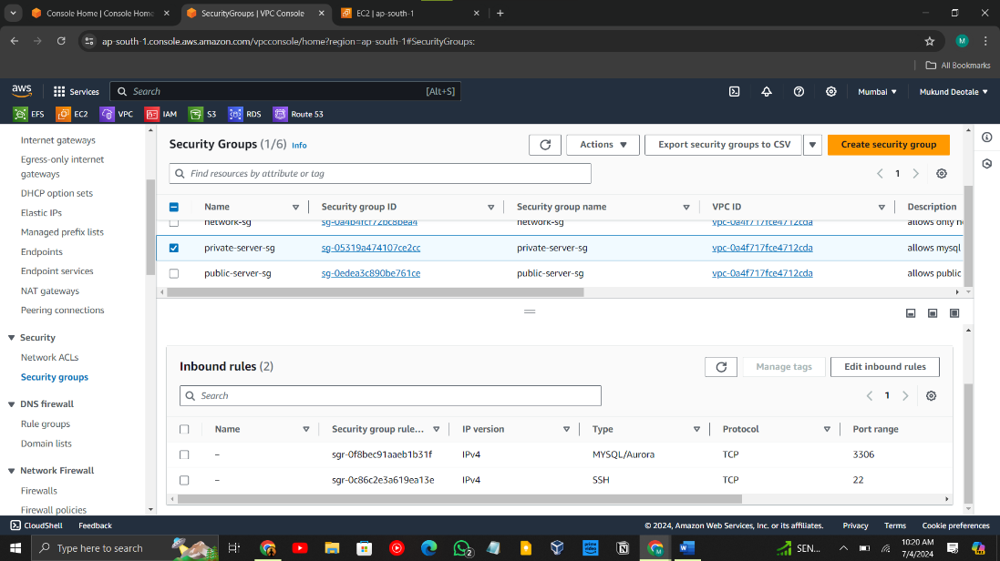 Console Home | Console Home
SecurityGroups | VPC Console
EC2 | ap-south-1
ap-south-1.console.aws.amazon.com/vpcconsole/home?region=ap-south-1#SecurityGroups:
M
All Bookmarks
aws
Services
Search
[Alt+S]
Mumbai
Mukund Deotale
EFS
EC2
VPC
IAM
S3
RDS
Route 53
Internet gateways
Egress-only internet
gateways
DHCP option sets
Elastic IPs
Managed prefix lists
Endpoints
Endpoint services
NAT gateways
Peering connections
Security
Network ACLs
Security groups
DNS firewall
Rule groups
Domain lists
Network Firewall
Firewalls
Firewall policies
Security Groups (1/6) Info
Actions
Export security groups to CSV
Create security group
Find resources by attribute or tag
1
Name Security group ID Security group name VPC ID Description
network-sg sg-0a4b4fcf72bc8bea4 network-sg vpc-0a4f717fce4712cda
private-server-sg sg-05319a474107ce2cc private-server-sg vpc-0a4f717fce4712cda allows mysql
public-server-sg sg-0edea3c890be761ce public-server-sg vpc-0a4f717fce4712cda allows public
Inbound rules (2)
Manage tags
Edit inbound rules
Search
1
Name Security group rule... IP version Type Protocol Port range
– sgr-0f8bec91aaeb1b31f IPv4 MYSQL/Aurora TCP 3306
– sgr-0c86c2e3a619ea13e IPv4 SSH TCP 22
CloudShell
Feedback
© 2024, Amazon Web Services, Inc. or its affiliates.
Privacy
Terms
Cookie preferences
Type here to search
2
SEN...
10:20 AM
7/4/2024